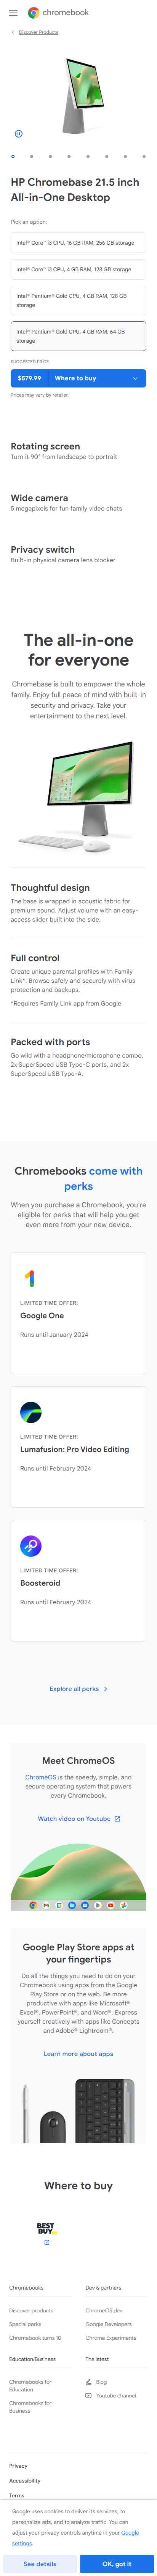 chromebook
Discover Products
HP Chromebase 21.5 inch
All-in-One Desktop
Pick an option:
Intel® Core™ i3 CPU, 16 GB RAM, 256 GB storage
Intel® Core™ i3 CPU, 4 GB RAM, 128 GB storage
Intel® Pentium® Gold CPU, 4 GB RAM, 128 GB
storage
Intel® Pentium® Gold CPU, 4 GB RAM, 64 GB
storage
SUGGESTED PRICE
$579.99 Where to buy
Prices may vary by retailer.
Rotating screen
Turn it 90° from landscape to portrait
Wide camera
5 megapixels for fun family video chats
Privacy switch
Built-in physical camera lens blocker
The all-in-one
for everyone
Chromebase is built to empower the whole
family. Enjoy full peace of mind with built-in
security and privacy. Take your
entertainment to the next level.
Thoughtful design
The base is wrapped in acoustic fabric for
premium sound. Adjust volume with an easy-
access slider built into the side.
Full control
Create unique parental profiles with Family
Link*. Browse safely and securely with virus
protection and backups.
*Requires Family Link app from Google
Packed with ports
Go wild with a headphone/microphone combo,
2x SuperSpeed USB Type-C ports, and 2x
SuperSpeed USB Type-A.
Chromebooks come with
perks
When you purchase a Chromebook, you're
eligible for perks that will help you get
even more from your new device.
LIMITED TIME OFFER!
Google One
Runs until January 2024
LIMITED TIME OFFER!
Lumafusion: Pro Video Editing
Runs until February 2024
LIMITED TIME OFFER!
Boosteroid
Runs until February 2024
Explore all perks
Meet ChromeOS
ChromeOS is the speedy, simple, and
secure operating system that powers
every Chromebook.
Watch video on Youtube
Google Play Store apps at
your fingertips
Do all the things you need to do on your
Chromebook using apps from the Google
Play Store or on the web. Be more
productive with apps like Microsoft®
Excel®, PowerPoint®, and Word®. Express
yourself creatively with apps like Concepts
and Adobe® Lightroom®.
Learn more about apps
Where to buy
BEST
BUY
Chromebooks
Dev & partners
Discover products
ChromeOS.dev
Special perks
Google Developers
Chromebook turns 10
Chrome Experiments
Education/Business
The latest
Chromebooks for
Education
Blog
Youtube channel
Chromebooks for
Business
Privacy
Accessibility
Terms
Google uses cookies to deliver its services, to
personalize ads, and to analyze traffic. You can
adjust your privacy controls anytime in your Google
settings.
See details
OK, got it